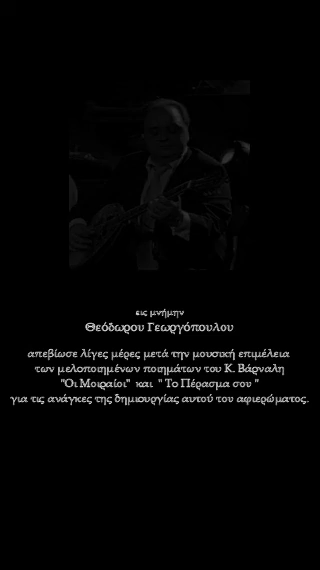 εις μνήμην
Θεόδωρου Γεωργόπουλου
απεβίωσε λίγες μέρες μετά την μουσική επιμέλεια
των μελοποιημένων ποιημάτων του Κ. Βάρναλη
"Οι Μοιραίοι" και " Το Πέρασμα σου "
για τις ανάγκες της δημιουργίας αυτού του αφιερώματος.